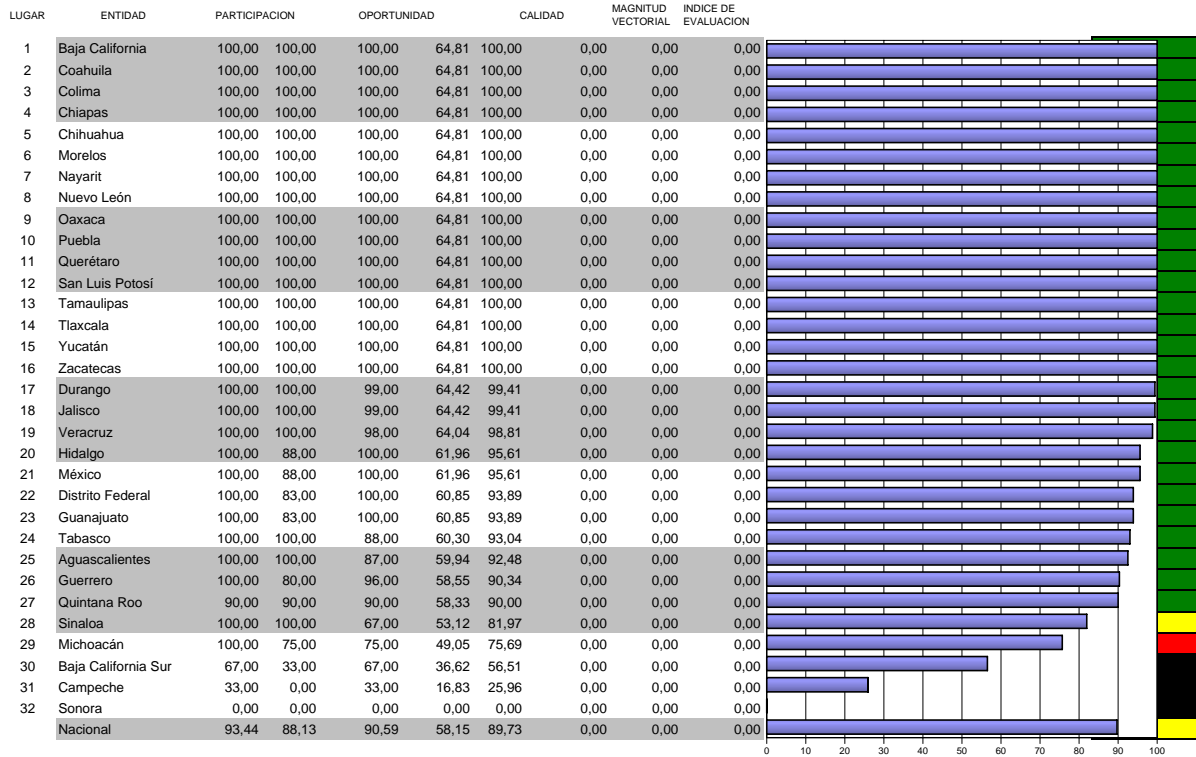 LUGAR ENTIDAD PARTICIPACION OPORTUNIDAD CALIDAD MAGNITUD VECTORIAL INDICE DE EVALUACION
1 Baja California 100,00 100,00 100,00 64,81 100,00 0,00 0,00 0,00
2 Coahuila 100,00 100,00 100,00 64,81 100,00 0,00 0,00 0,00
3 Colima 100,00 100,00 100,00 64,81 100,00 0,00 0,00 0,00
4 Chiapas 100,00 100,00 100,00 64,81 100,00 0,00 0,00 0,00
5 Chihuahua 100,00 100,00 100,00 64,81 100,00 0,00 0,00 0,00
6 Morelos 100,00 100,00 100,00 64,81 100,00 0,00 0,00 0,00
7 Nayarit 100,00 100,00 100,00 64,81 100,00 0,00 0,00 0,00
8 Nuevo León 100,00 100,00 100,00 64,81 100,00 0,00 0,00 0,00
9 Oaxaca 100,00 100,00 100,00 64,81 100,00 0,00 0,00 0,00
10 Puebla 100,00 100,00 100,00 64,81 100,00 0,00 0,00 0,00
11 Querétaro 100,00 100,00 100,00 64,81 100,00 0,00 0,00 0,00
12 San Luis Potosí 100,00 100,00 100,00 64,81 100,00 0,00 0,00 0,00
13 Tamaulipas 100,00 100,00 100,00 64,81 100,00 0,00 0,00 0,00
14 Tlaxcala 100,00 100,00 100,00 64,81 100,00 0,00 0,00 0,00
15 Yucatán 100,00 100,00 100,00 64,81 100,00 0,00 0,00 0,00
16 Zacatecas 100,00 100,00 100,00 64,81 100,00 0,00 0,00 0,00
17 Durango 100,00 100,00 99,00 64,42 99,41 0,00 0,00 0,00
18 Jalisco 100,00 100,00 99,00 64,42 99,41 0,00 0,00 0,00
19 Veracruz 100,00 100,00 98,00 64,04 98,81 0,00 0,00 0,00
20 Hidalgo 100,00 88,00 100,00 61,96 95,61 0,00 0,00 0,00
21 México 100,00 88,00 100,00 61,96 95,61 0,00 0,00 0,00
22 Distrito Federal 100,00 83,00 100,00 60,85 93,89 0,00 0,00 0,00
23 Guanajuato 100,00 83,00 100,00 60,85 93,89 0,00 0,00 0,00
24 Tabasco 100,00 100,00 88,00 60,30 93,04 0,00 0,00 0,00
25 Aguascalientes 100,00 100,00 87,00 59,94 92,48 0,00 0,00 0,00
26 Guerrero 100,00 80,00 96,00 58,55 90,34 0,00 0,00 0,00
27 Quintana Roo 90,00 90,00 90,00 58,33 90,00 0,00 0,00 0,00
28 Sinaloa 100,00 100,00 67,00 53,12 81,97 0,00 0,00 0,00
29 Michoacán 100,00 75,00 75,00 49,05 75,69 0,00 0,00 0,00
30 Baja California Sur 67,00 33,00 67,00 36,62 56,51 0,00 0,00 0,00
31 Campeche 33,00 0,00 33,00 16,83 25,96 0,00 0,00 0,00
32 Sonora 0,00 0,00 0,00 0,00 0,00 0,00 0,00 0,00
Nacional 93,44 88,13 90,59 58,15 89,73 0,00 0,00 0,00
0 10 20 30 40 50 60 70 80 90 100